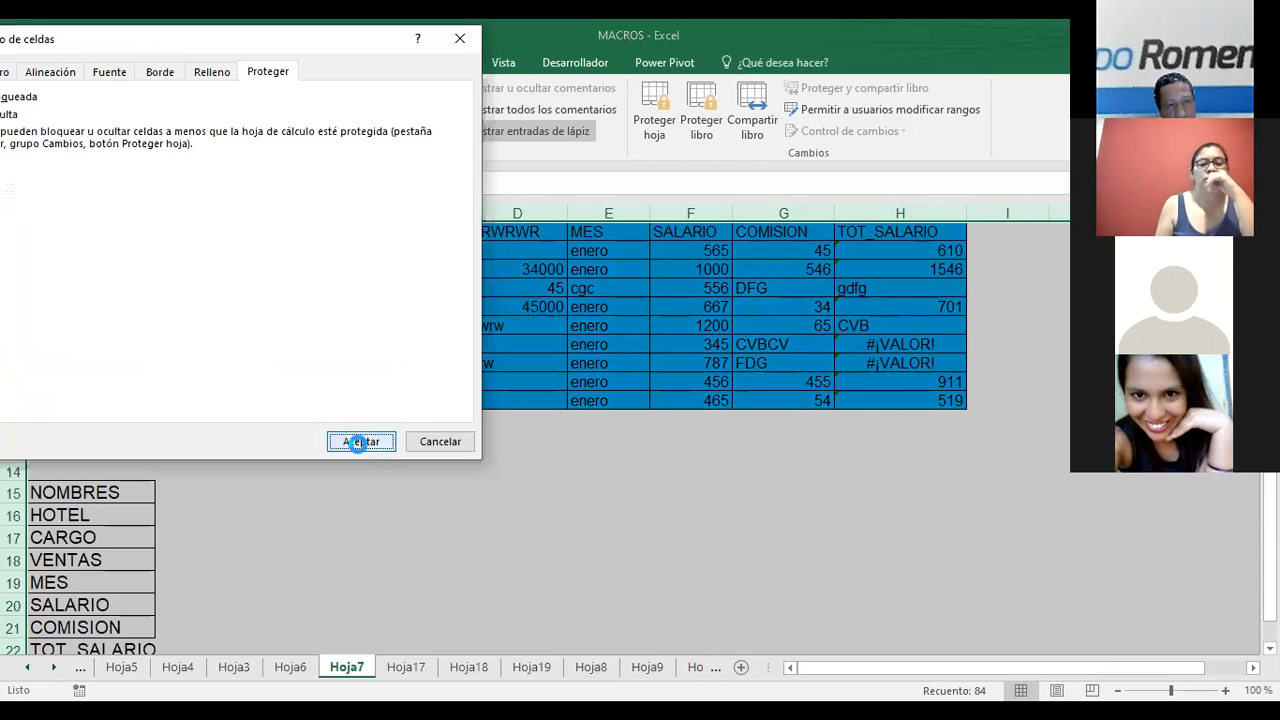 o de celdas
?
MACROS - Excel
ro Alineación Fuente Borde Relleno Proteger
Vista Desarrollador Power Pivot ¿Qué desea hacer?
queada
ulta
pueden bloquear u ocultar celdas a menos que la hoja de cálculo esté protegida (pestaña
r, grupo Cambios, botón Proteger hoja).
Aceptar Cancelar
strar u ocultar comentarios
strar todos los comentarios
strar entradas de lápiz
Proteger hoja
Proteger libro
Compartir libro
Proteger y compartir libro
Permitir a usuarios modificar rangos
Control de cambios
Cambios
po Romen
D E F G H I
RWRWR MES SALARIO COMISION TOT_SALARIO
enero 565 45 610
34000 enero 1000 546 1546
45 cgc 556 DFG gdfg
45000 enero 667 34 701
wrw enero 1200 65 CVB
enero 345 CVBCV #¡VALOR!
w enero 787 FDG #¡VALOR!
enero 456 455 911
enero 465 54 519
14
15 NOMBRES
16 HOTEL
17 CARGO
18 VENTAS
19 MES
20 SALARIO
21 COMISION
22 TOT_SALARIO
... Hoja5 Hoja4 Hoja3 Hoja6 Hoja7 Hoja17 Hoja18 Hoja19 Hoja8 Hoja9 Ho ...
Listo Recuento: 84 100 %